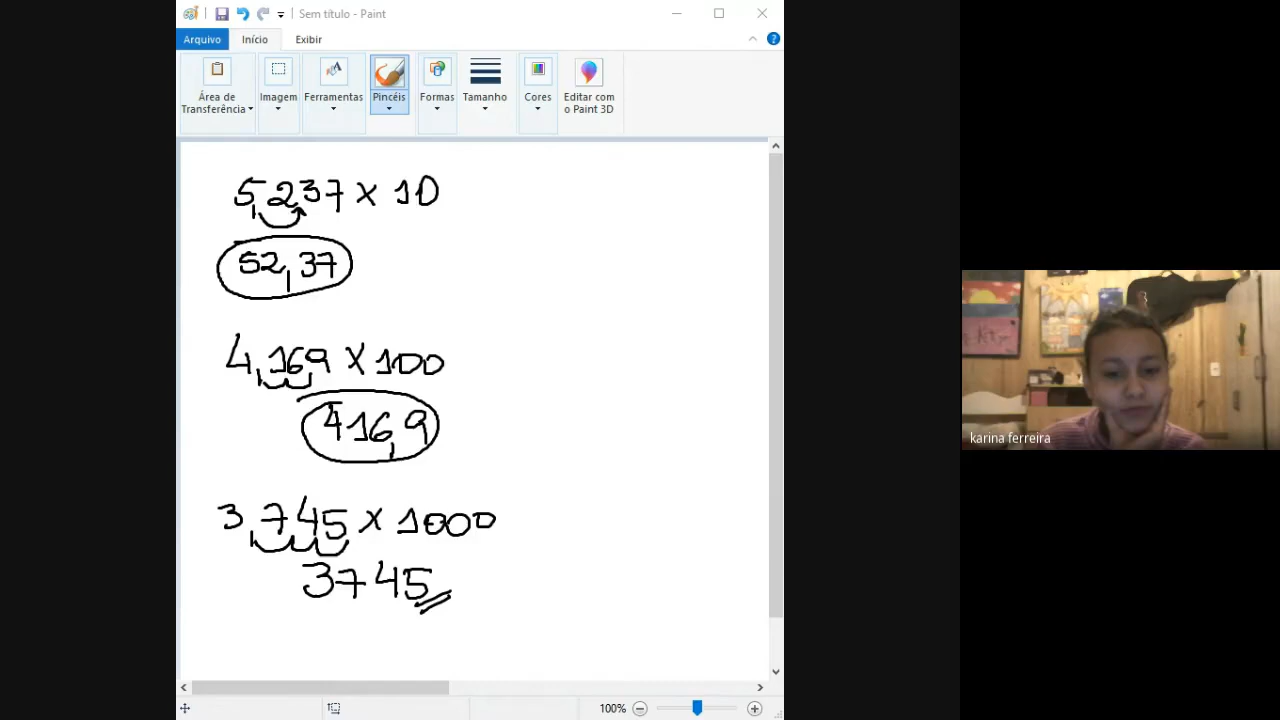 Sem título - Paint
Arquivo Início Exibir
Área de Transferência
Imagem
Ferramentas
Pincéis
Formas
Tamanho
Cores
Editar com o Paint 3D
5,237 x 10
52,37
4,169 x 100
416,9
3,745 x 1000
3745
karina ferreira
100%